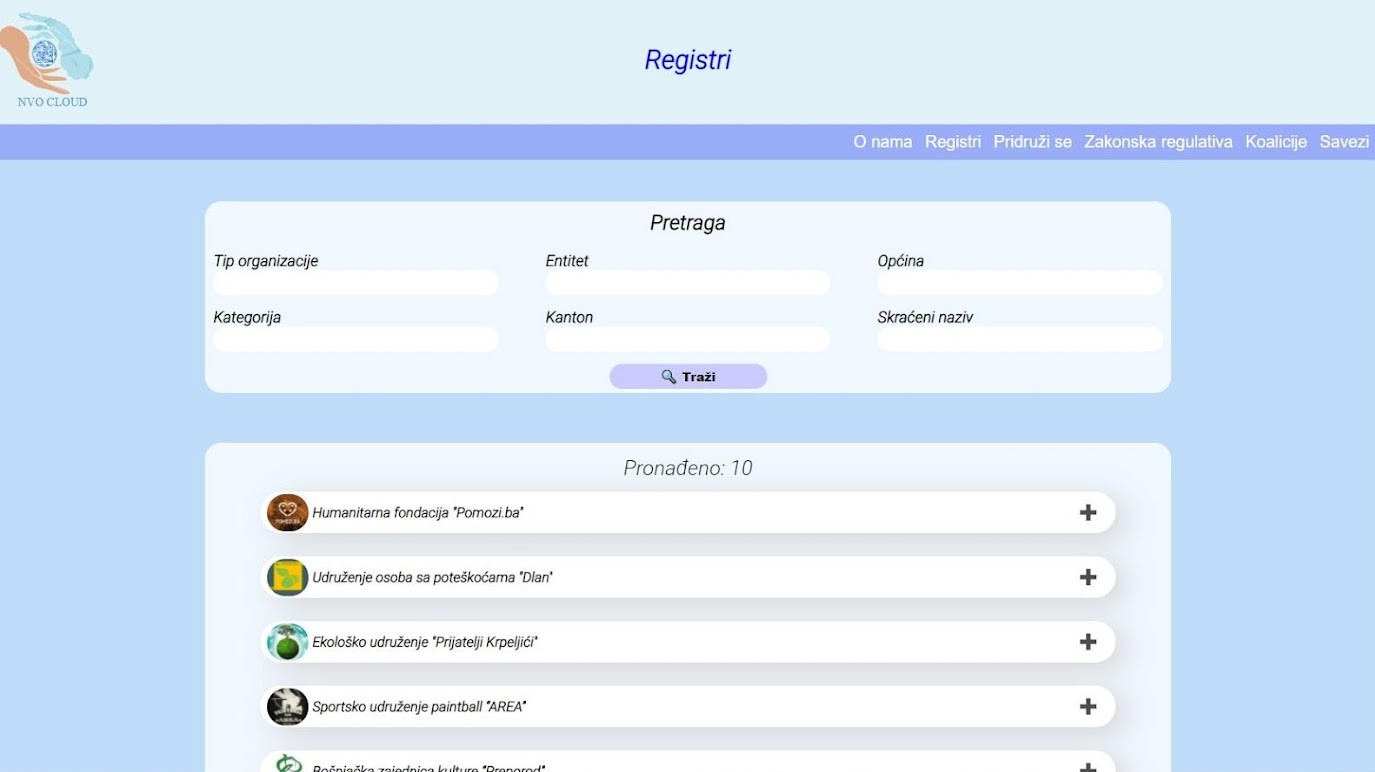 NVO CLOUD
Registri
O nama Registri Pridruži se Zakonska regulativa Koalicije Savezi
Pretraga
Tip organizacije Entitet Općina
Kategorija Kanton Skraćeni naziv
Traži
Pronađeno: 10
Humanitarna fondacija "Pomozi.ba"
Udruženje osoba sa poteškoćama "Dlan"
Ekološko udruženje "Prijatelji Krpeljići"
Sportsko udruženje paintball "AREA"
Bošnjačka zajednica kulture "Preporod"